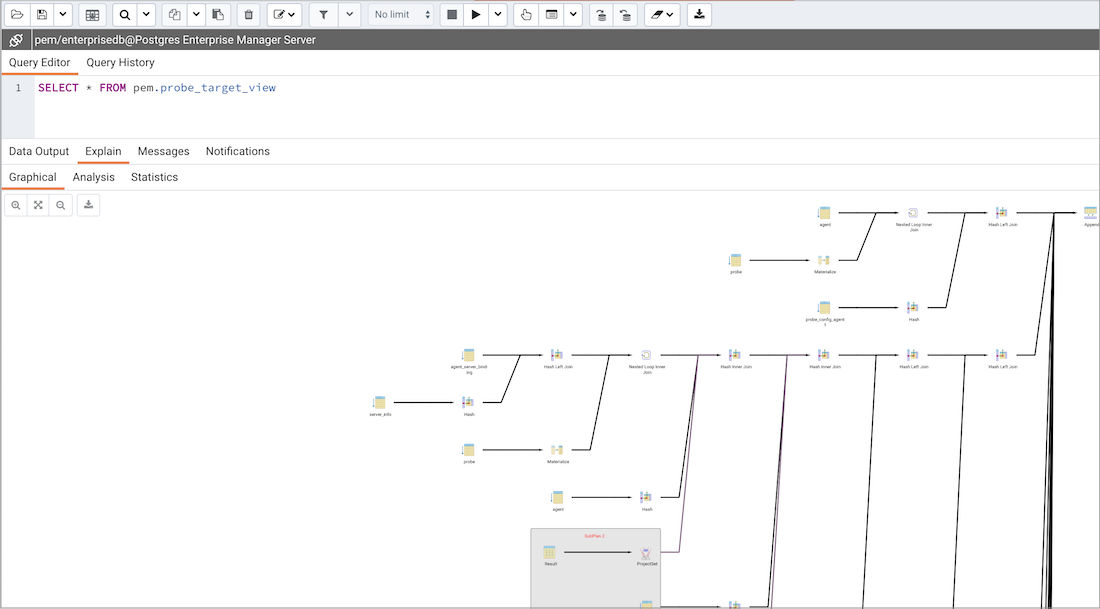 No limit
pem/enterprisedb@Postgres Enterprise Manager Server
Query Editor Query History
1 SELECT * FROM pem.probe_target_view
Data Output Explain Messages Notifications
Graphical Analysis Statistics
agent
Nested Loop Inner
Join
Hash Left Join
Append
probe
Materialize
probe_config_agent
t
Hash
agent_server_bind
ing
Hash Left Join
Nested Loop Inner
Join
Hash Inner Join
Hash Inner Join
Hash Left Join
Hash Left Join
server_info
Hash
probe
Materialize
agent
Hash
SubPlan 2
Result
ProjectSet